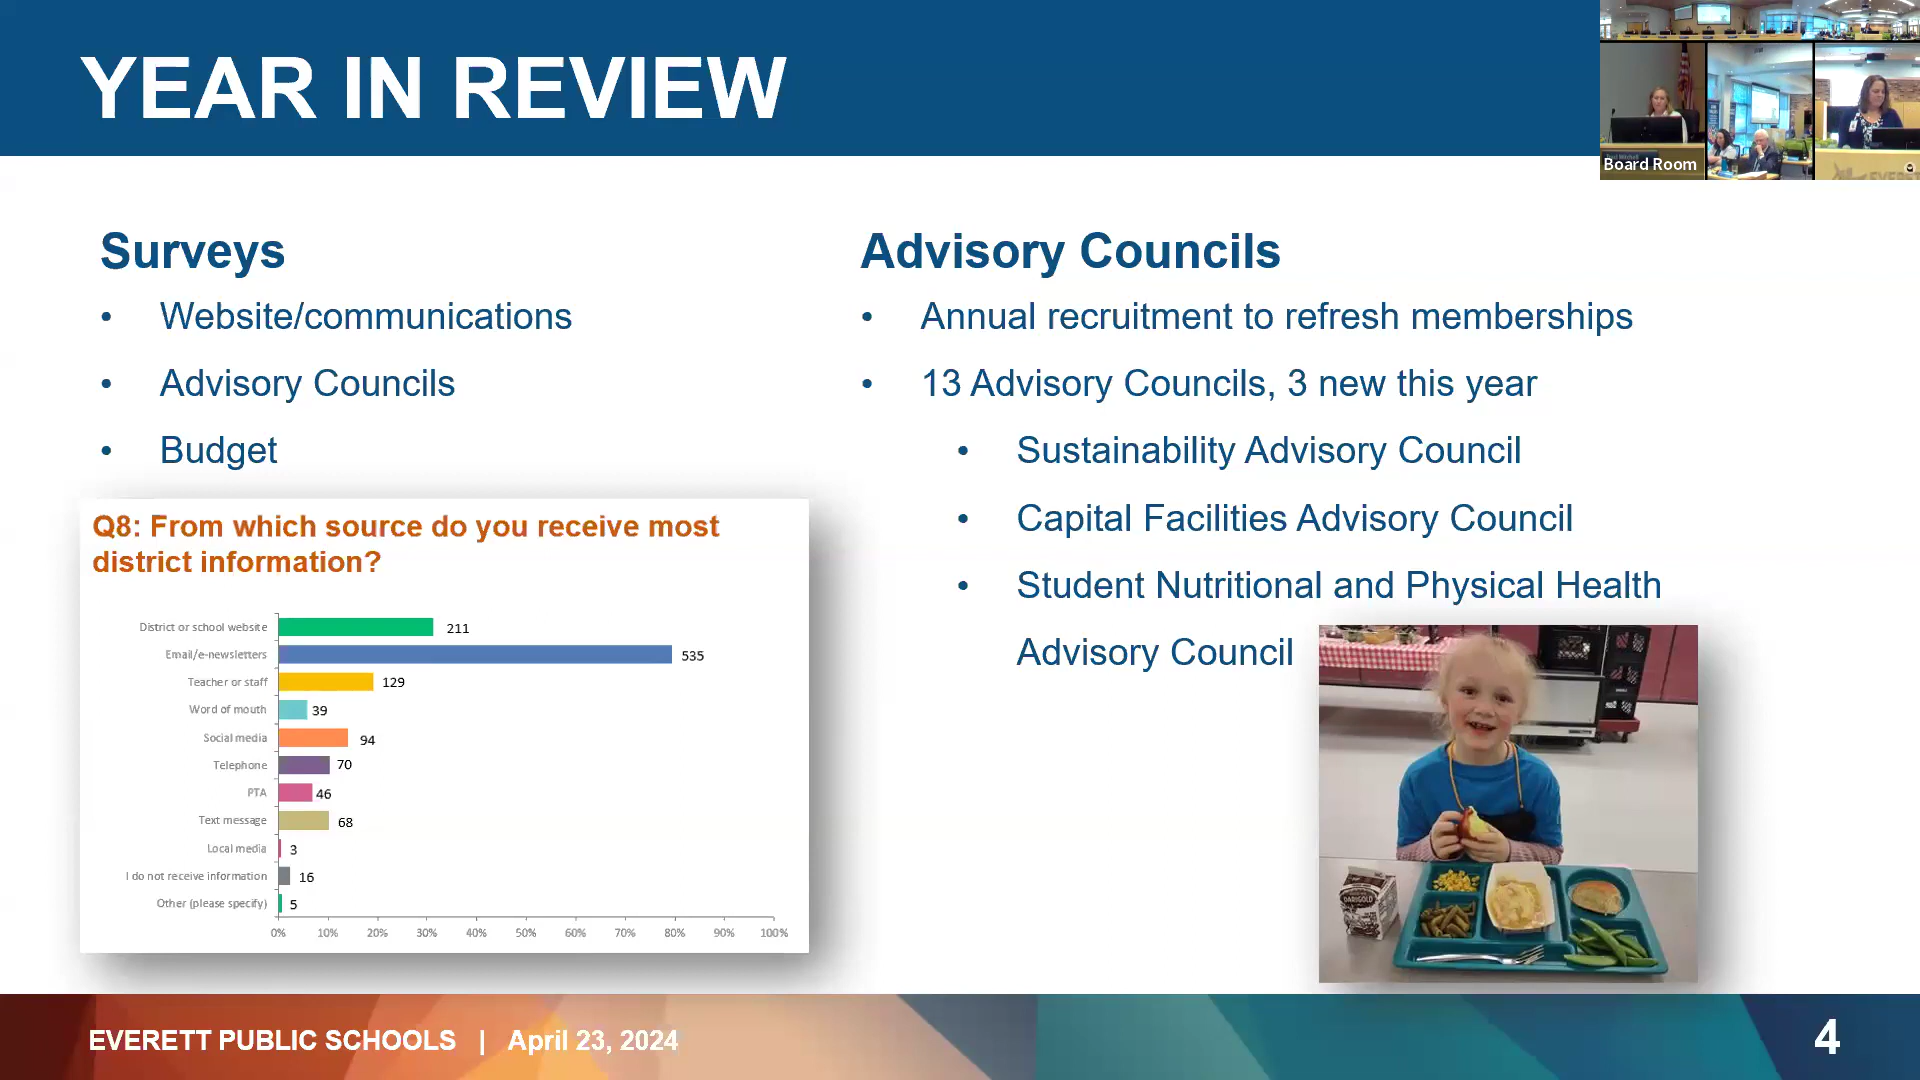 YEAR IN REVIEW
Board Room
Surveys
• Website/communications
• Advisory Councils
• Budget
Q8: From which source do you receive most
district information?
District or school website 211
Email/e-newsletters 535
Teacher or staff 129
Word of mouth 39
Social media 94
Telephone 70
PTA 46
Text message 68
Local media 3
I do not receive information 16
Other (please specify) 5
0% 10% 20% 30% 40% 50% 60% 70% 80% 90% 100%
Advisory Councils
• Annual recruitment to refresh memberships
• 13 Advisory Councils, 3 new this year
• Sustainability Advisory Council
• Capital Facilities Advisory Council
• Student Nutritional and Physical Health
Advisory Council
DARIGOLD
EVERETT PUBLIC SCHOOLS | April 23, 2024
4